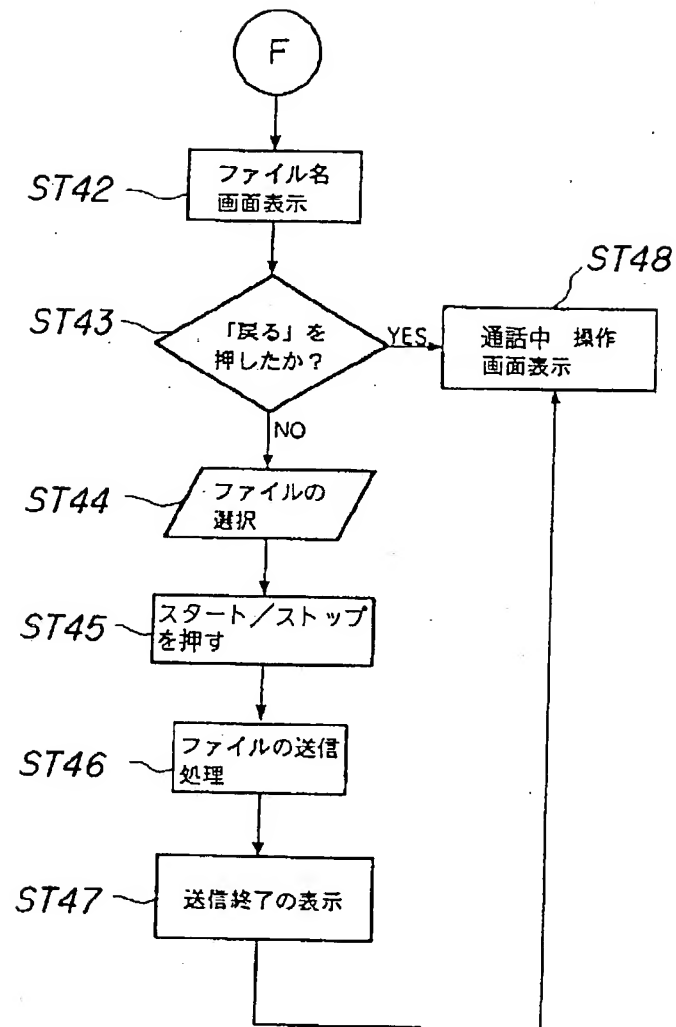 F
ST42
ファイル名
画面表示
ST48
ST43
「戻る」を
押したか？
YES
通話中 操作
画面表示
NO
ST44
ファイルの
選択
ST45
スタート／ストップ
を押す
ST46
ファイルの送信
処理
ST47
送信終了の表示